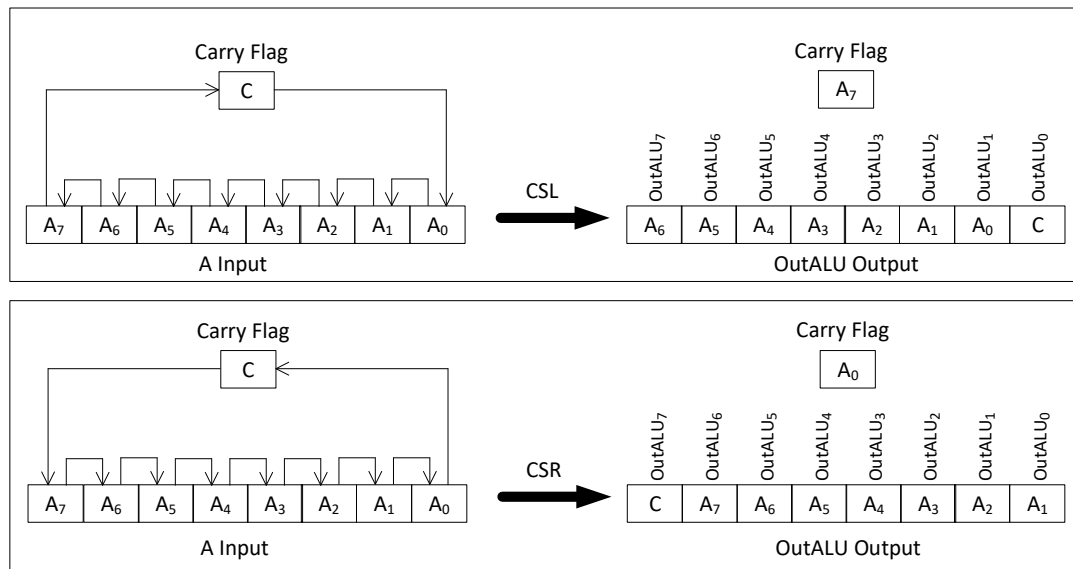 Carry Flag
C
A7 A6 A5 A4 A3 A2 A1 A0
A Input
CSL
Carry Flag
A7
OutALU7 OutALU6 OutALU5 OutALU4 OutALU3 OutALU2 OutALU1 OutALU0
A6 A5 A4 A3 A2 A1 A0 C
OutALU Output
Carry Flag
C
A7 A6 A5 A4 A3 A2 A1 A0
A Input
CSR
Carry Flag
A0
OutALU7 OutALU6 OutALU5 OutALU4 OutALU3 OutALU2 OutALU1 OutALU0
C A7 A6 A5 A4 A3 A2 A1
OutALU Output